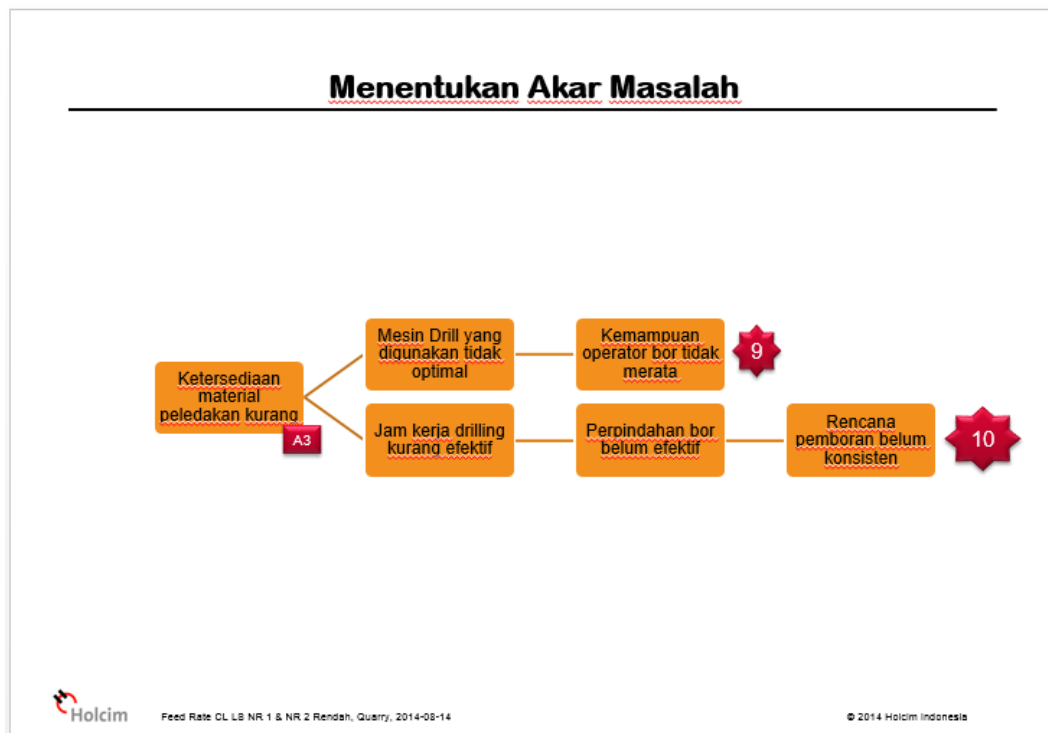 Menentukan Akar Masalah
Mesin Drill yang
digunakan tidak
optimal
Kemampuan
operator bor tidak
merata
9
Ketersediaan
material
peledakan kurang
A3
Jam kerja drilling
kurang efektif
Perpindahan bor
belum efektif
Rencana
pemboran belum
konsisten
10
Holcim
Feed Rate CL LS NR 1 & NR 2 Rendah, Quarry, 2014-08-14
© 2014 Holcim Indonesia